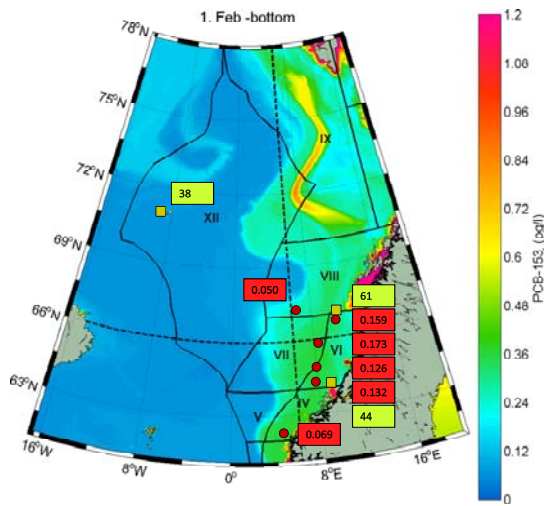 1. Feb -bottom
78°N
75°N
72°N
69°N
66°N
63°N
16°W
8°W
0°
8°E
16°E
IX
XII
VIII
VII
VI
IV
V
38
0.050
61
0.159
0.173
0.126
0.132
44
0.069
1.2
1.08
0.96
0.84
0.72
0.6
0.48
0.36
0.24
0.12
0
PCB-153, (pg/l)